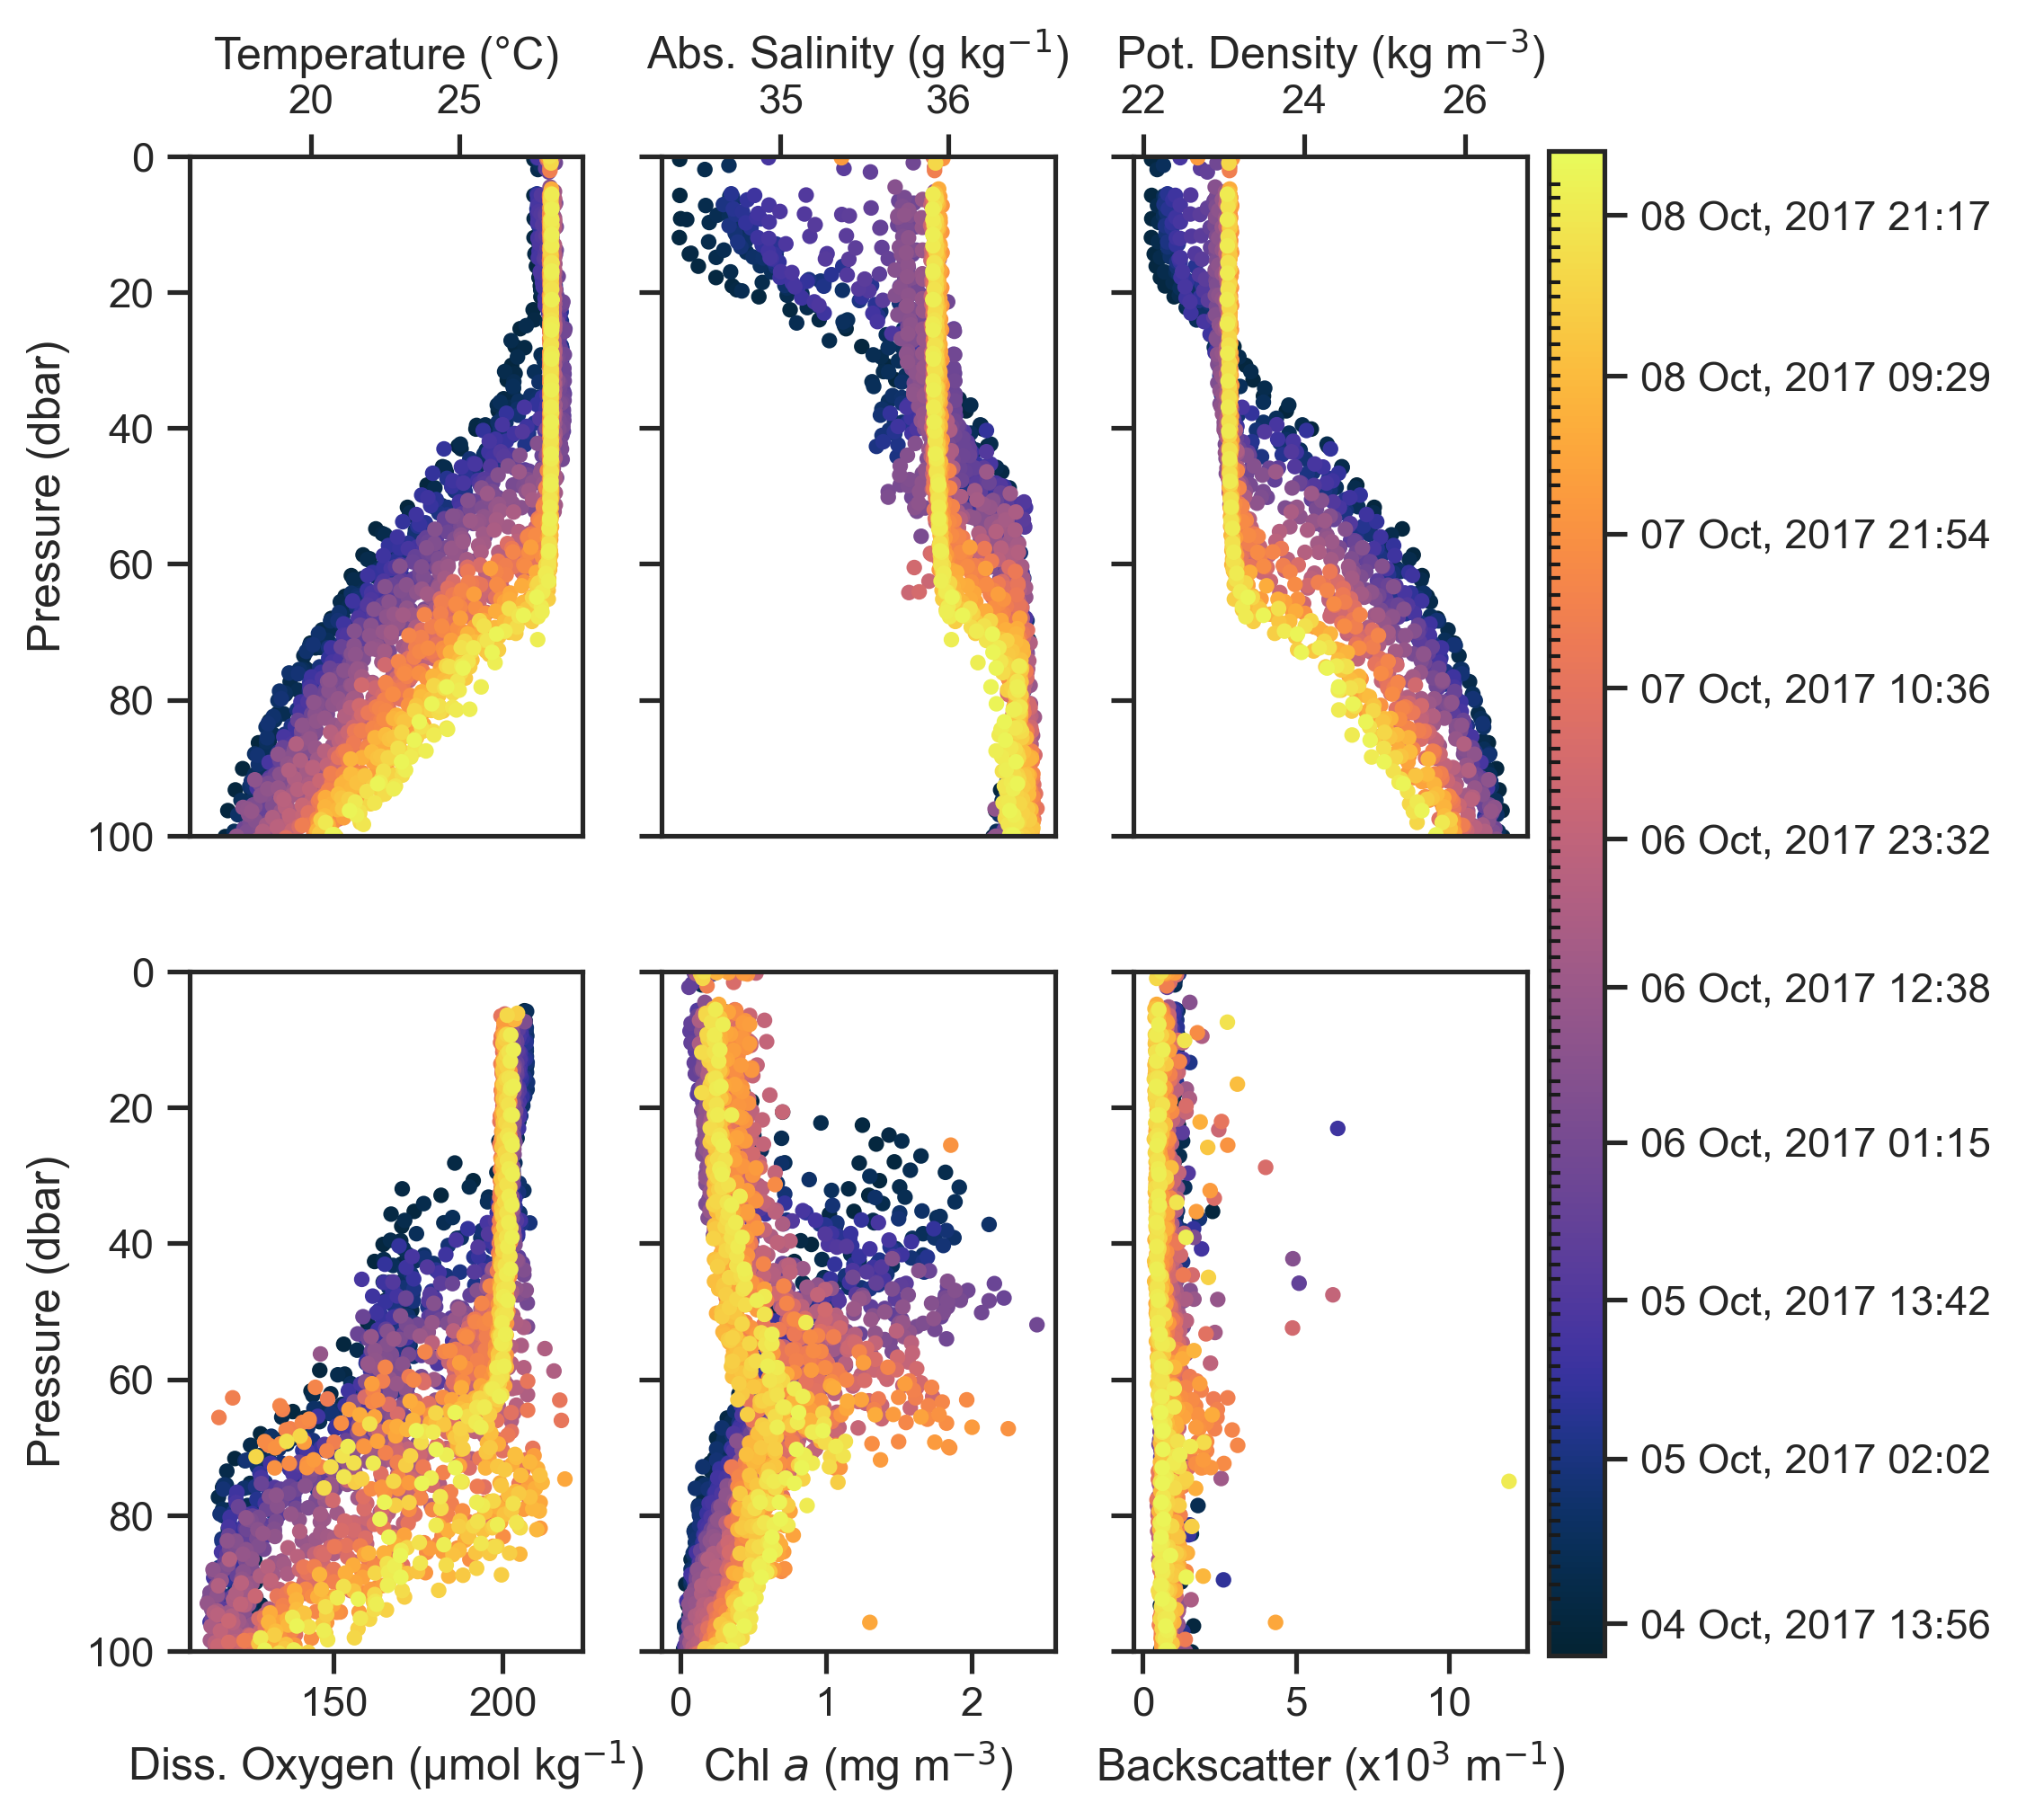 Temperature (°C) Abs. Salinity (g kg⁻¹) Pot. Density (kg m⁻³)
20 25 35 36 22 24 26
0
20
40
60
80
100
Pressure (dbar)
08 Oct, 2017 21:17
08 Oct, 2017 09:29
07 Oct, 2017 21:54
07 Oct, 2017 10:36
06 Oct, 2017 23:32
06 Oct, 2017 12:38
06 Oct, 2017 01:15
05 Oct, 2017 13:42
05 Oct, 2017 02:02
04 Oct, 2017 13:56
0
20
40
60
80
100
Pressure (dbar)
150 200 0 1 2 0 5 10
Diss. Oxygen (µmol kg⁻¹) Chl a (mg m⁻³) Backscatter (x10³ m⁻¹)